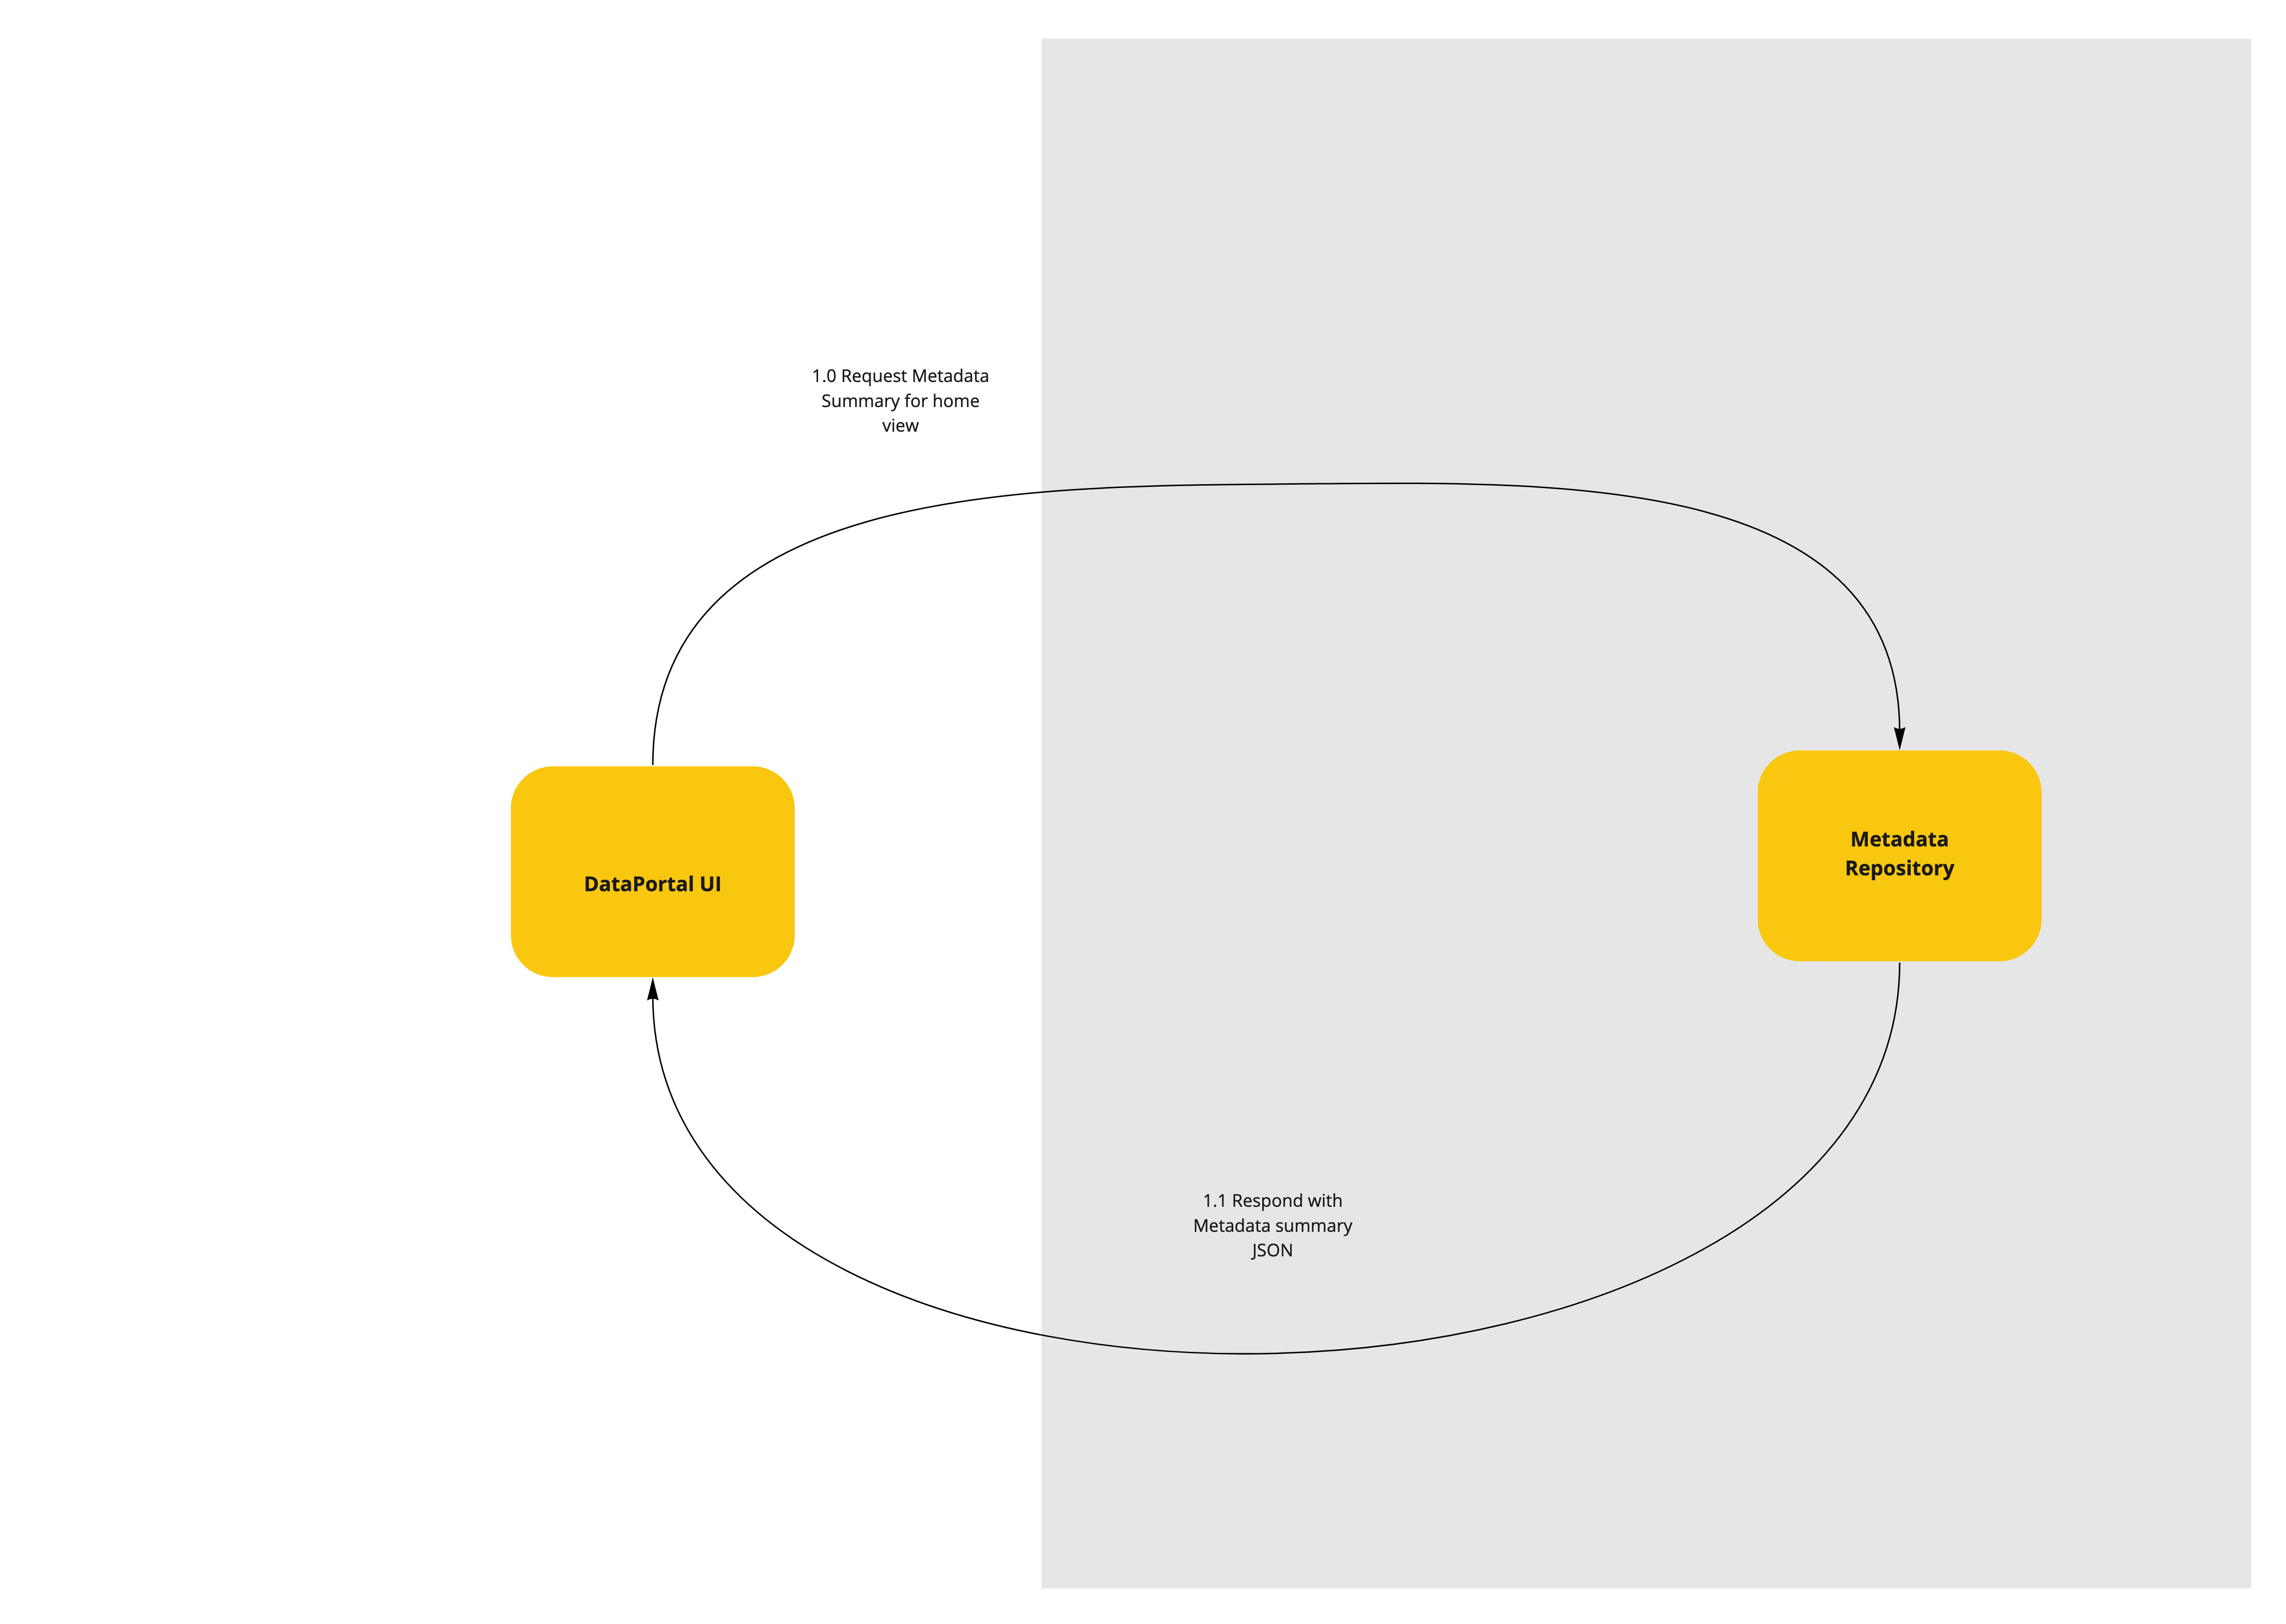 1.0 Request Metadata
Summary for home
view
DataPortal UI
Metadata
Repository
1.1 Respond with
Metadata summary
JSON